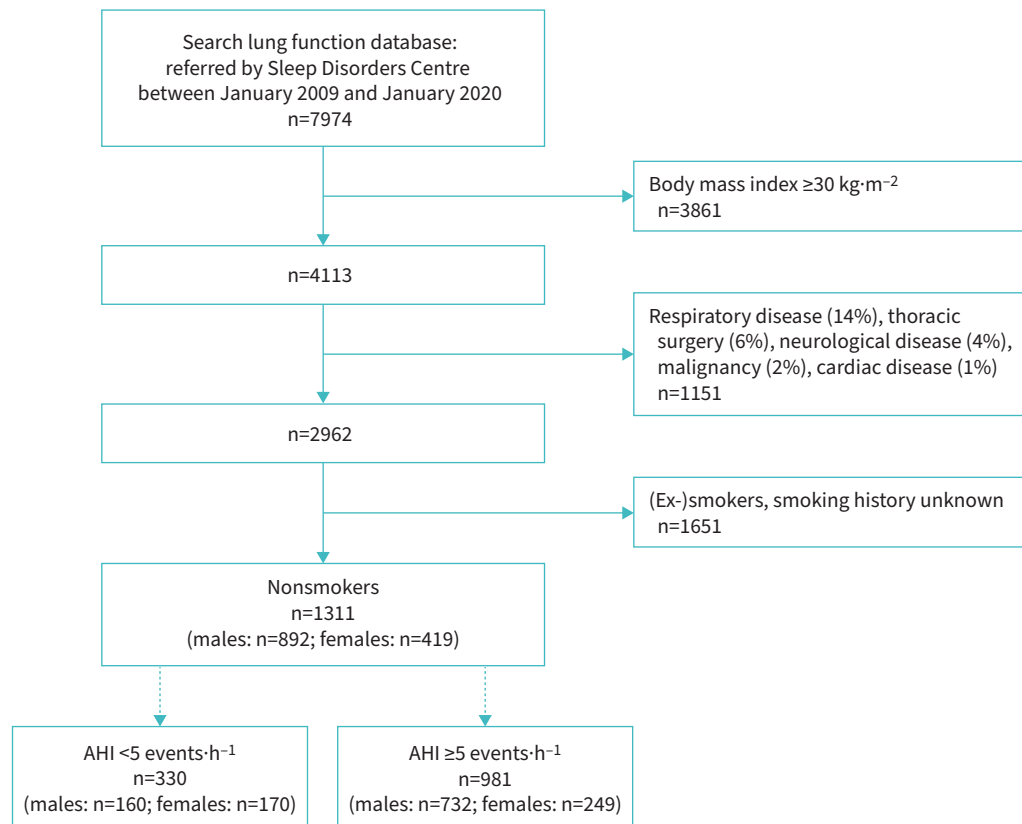 Search lung function database:
referred by Sleep Disorders Centre
between January 2009 and January 2020
n=7974
Body mass index ≥30 kg·m⁻²
n=3861
n=4113
Respiratory disease (14%), thoracic
surgery (6%), neurological disease (4%),
malignancy (2%), cardiac disease (1%)
n=1151
n=2962
(Ex-)smokers, smoking history unknown
n=1651
Nonsmokers
n=1311
(males: n=892; females: n=419)
AHI <5 events·h⁻¹
n=330
(males: n=160; females: n=170)
AHI ≥5 events·h⁻¹
n=981
(males: n=732; females: n=249)